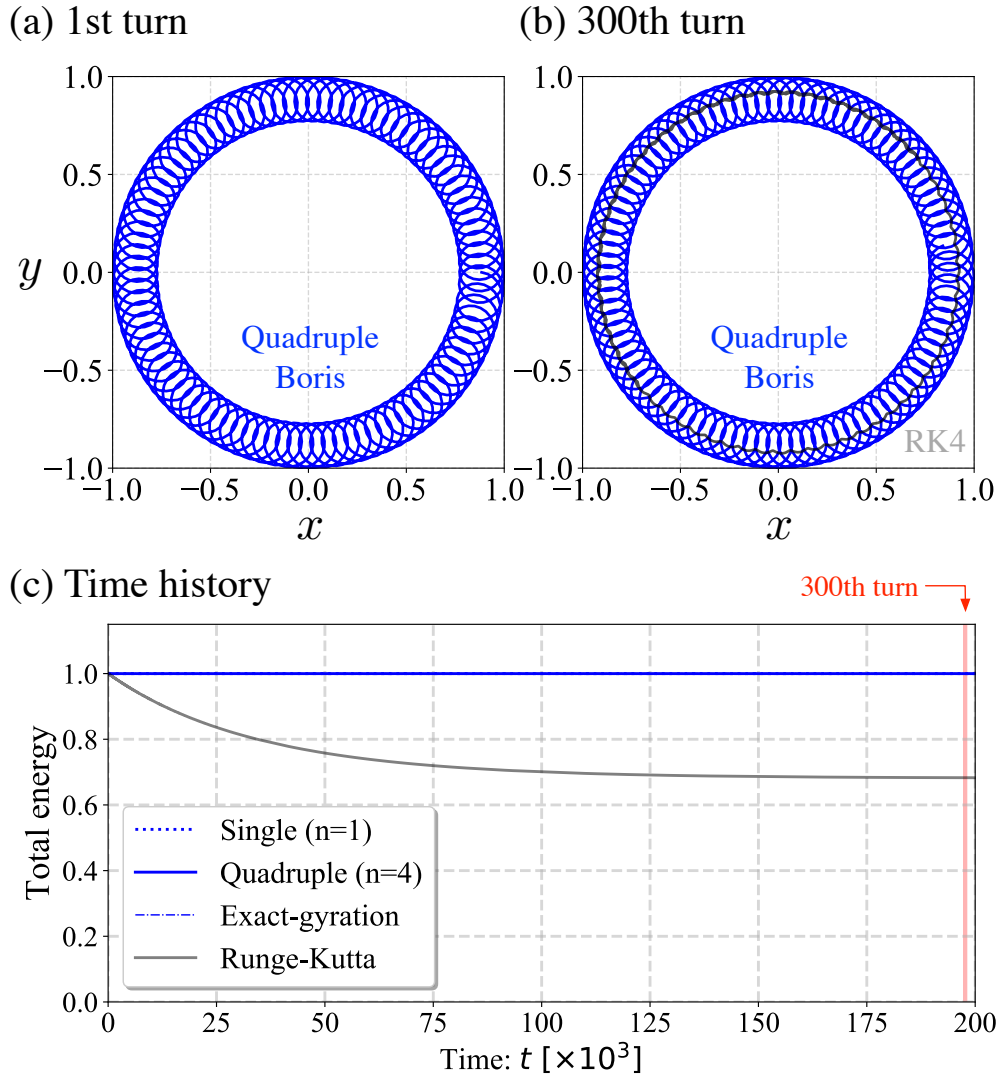 (a) 1st turn
(b) 300th turn
1.0
0.5
0.0
−0.5
−1.0
y
Quadruple
Boris
−1.0 −0.5 0.0 0.5 1.0
x
1.0
0.5
0.0
−0.5
−1.0
Quadruple
Boris
RK4
−1.0 −0.5 0.0 0.5 1.0
x
(c) Time history
300th turn
Total energy
1.0
0.8
0.6
0.4
0.2
0.0
Single (n=1)
Quadruple (n=4)
Exact-gyration
Runge-Kutta
0 25 50 75 100 125 150 175 200
Time: t [×10³]